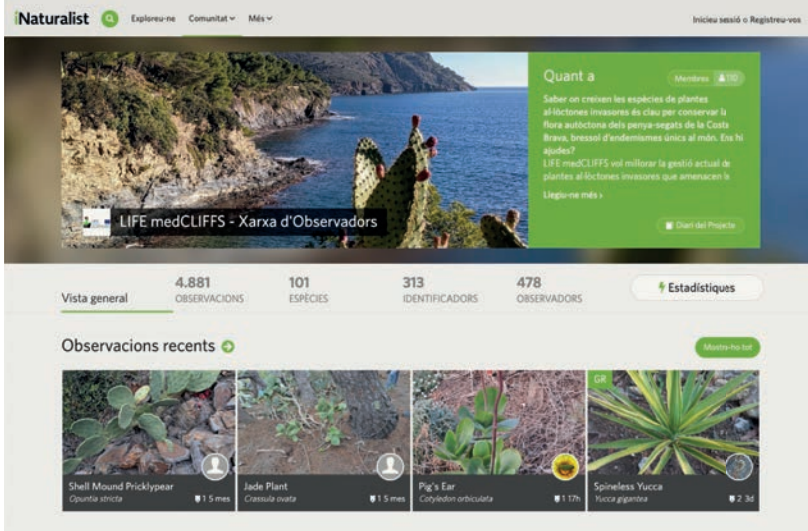 iNaturalist
Exploreu-ne Comunitat Més
Inicieu sessió o Registreu-vos
LIFE medCLIFFS - Xarxa d'Observadors
Quant a
Membres 110
Saber on creixen les espècies de plantes
al·lòctones invasores és clau per conservar la
flora autòctona dels penya-segats de la Costa
Brava, bressol d'endemismes únics al món. Ens hi
ajudes?
LIFE medCLIFFS vol millorar la gestió actual de
plantes al·lòctones invasores que amenacen la
Llegiu-ne més ›
Diari del Projecte
Vista general
4.881
OBSERVACIONS
101
ESPÈCIES
313
IDENTIFICADORS
478
OBSERVADORS
Estadístiques
Observacions recents
Mostra-ho tot
Shell Mound Pricklypear
Opuntia stricta
1 5 mes
Jade Plant
Crassula ovata
1 5 mes
Pig's Ear
Cotyledon orbiculata
1 17h
GR
Spineless Yucca
Yucca gigantea
2 3d